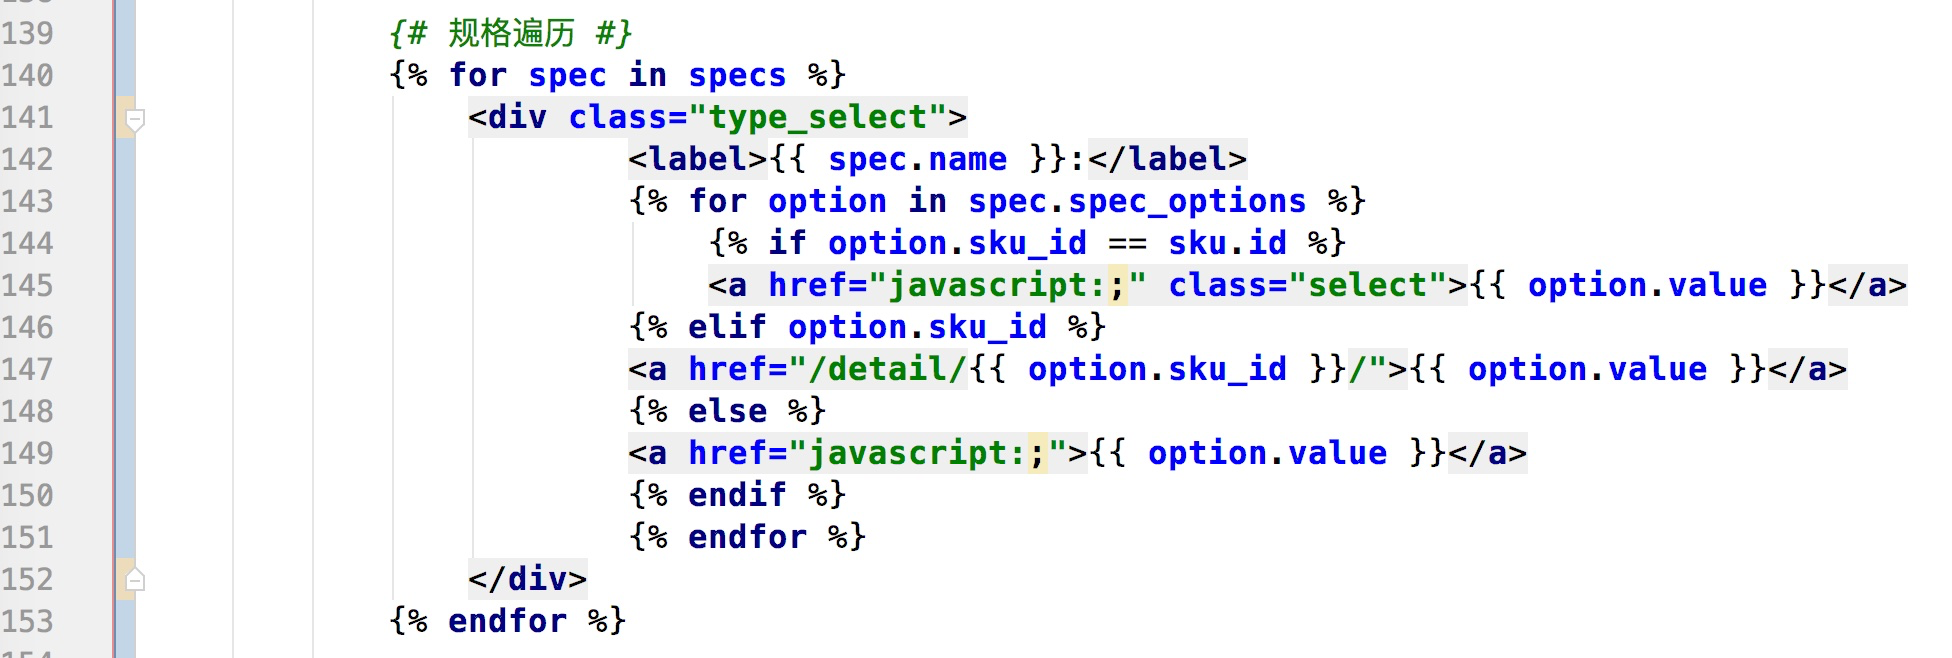 139 {# 规格遍历 #}
140 {% for spec in specs %}
141 <div class="type_select">
142 <label>{{ spec.name }}:</label>
143 {% for option in spec.spec_options %}
144 {% if option.sku_id == sku.id %}
145 <a href="javascript:;" class="select">{{ option.value }}</a>
146 {% elif option.sku_id %}
147 <a href="/detail/{{ option.sku_id }}/">{{ option.value }}</a>
148 {% else %}
149 <a href="javascript:;">{{ option.value }}</a>
150 {% endif %}
151 {% endfor %}
152 </div>
153 {% endfor %}